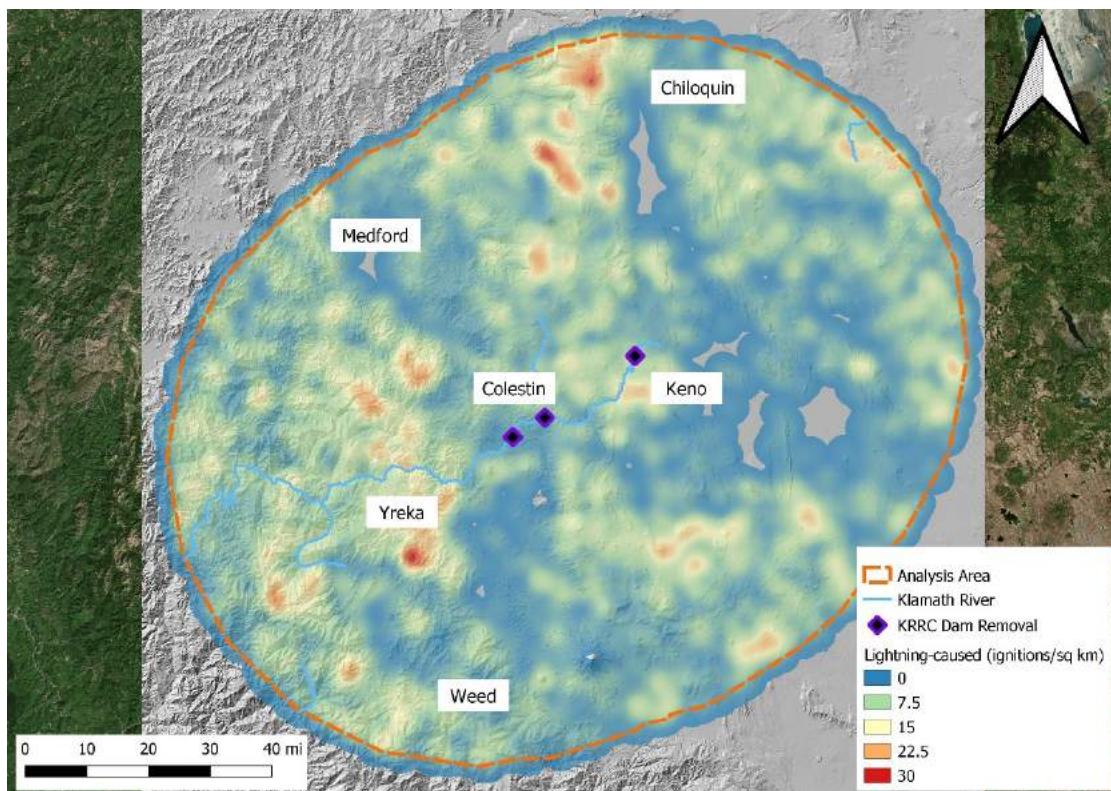 Chiloquin
Medford
Colestin
Keno
Yreka
Weed
Analysis Area
Klamath River
KRRC Dam Removal
Lightning-caused (ignitions/sq km)
0
7.5
15
22.5
30
0 10 20 30 40 mi